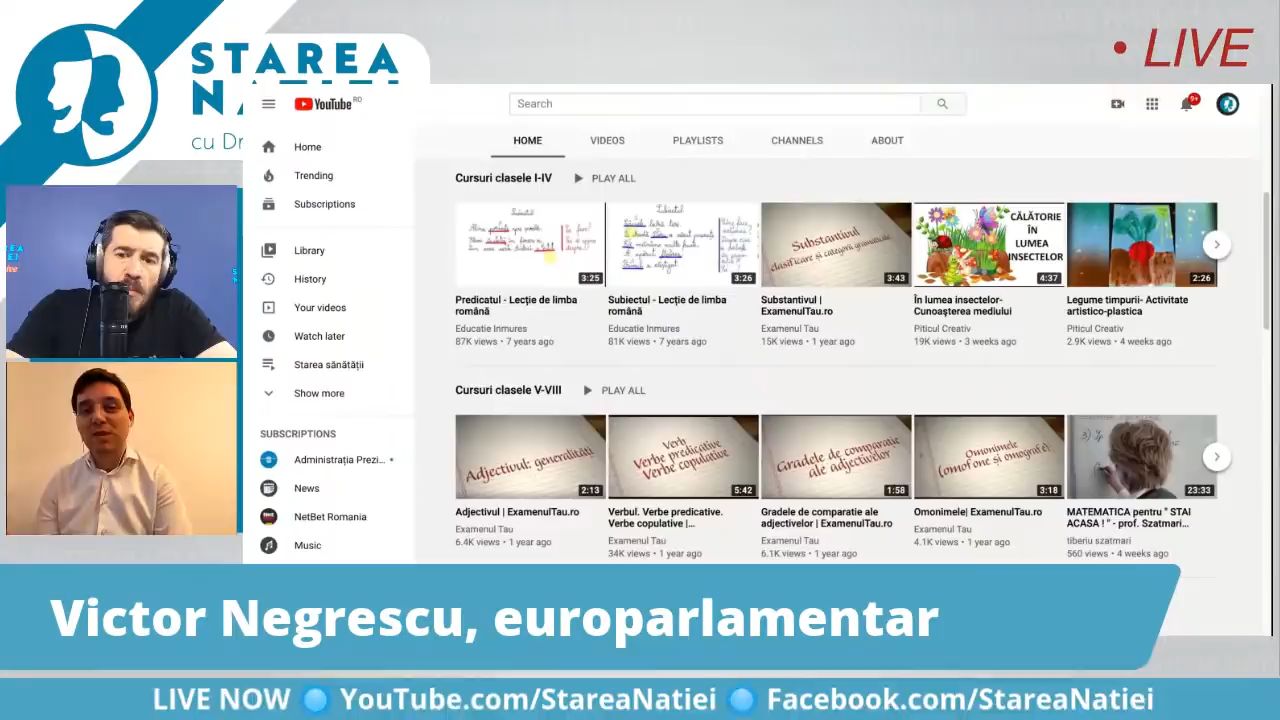 STAREA
LIVE
YouTube RO
Search
9+
cu Dr
HOME
VIDEOS
PLAYLISTS
CHANNELS
ABOUT
Home
Trending
Subscriptions
Library
History
Your videos
Watch later
Starea sănătății
Show more
SUBSCRIPTIONS
Administrația Prezi...
News
NetBet Romania
Music
Cursuri clasele I-IV
PLAY ALL
Subiectul
Substantivul
clasificare și categorii gramaticale
CĂLĂTORIE
ÎN
LUMEA
INSECTELOR
3:25
3:26
3:43
4:37
2:26
Predicatul - Lecție de limba
română
Educatie Inmures
87K views • 7 years ago
Subiectul - Lecție de limba
română
Educatie Inmures
81K views • 7 years ago
Substantivul |
ExamenulTau.ro
Examenul Tau
15K views • 1 year ago
În lumea insectelor-
Cunoașterea mediului
Piticul Creativ
19K views • 3 weeks ago
Legume timpurii- Activitate
artistico-plastica
Piticul Creativ
2.9K views • 4 weeks ago
Cursuri clasele V-VIII
PLAY ALL
Adjectivul: generalități
Verb
Verbe predicative
Verbe copulative
Gradele de comparație
ale adjectivelor
Omonimele
(omofone și omografe)
2:13
5:42
1:58
3:18
23:33
Adjectivul | ExamenulTau.ro
Examenul Tau
6.4K views • 1 year ago
Verbul. Verbe predicative.
Verbe copulative |...
Examenul Tau
34K views • 1 year ago
Gradele de comparatie ale
adjectivelor | ExamenulTau.ro
Examenul Tau
6.1K views • 1 year ago
Omonimele| ExamenulTau.ro
Examenul Tau
4.1K views • 1 year ago
MATEMATICA pentru " STAI
ACASA ! " - prof. Szatmari...
tiberiu szatmari
560 views • 4 weeks ago
Victor Negrescu, europarlamentar
LIVE NOW YouTube.com/StareaNatiei Facebook.com/StareaNatiei